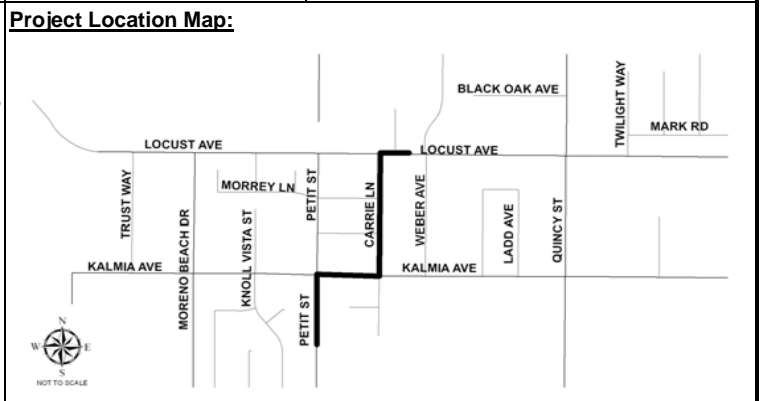 Project Location Map:
BLACK OAK AVE
TWILIGHT WAY
MARK RD
LOCUST AVE
LOCUST AVE
TRUST WAY
MORENO BEACH DR
MORREY LN
KNOLL VISTA ST
PETIT ST
CARRIE LN
WEBER AVE
LADD AVE
QUINCY ST
KALMIA AVE
KALMIA AVE
PETIT ST
N
W
E
S
NOT TO SCALE